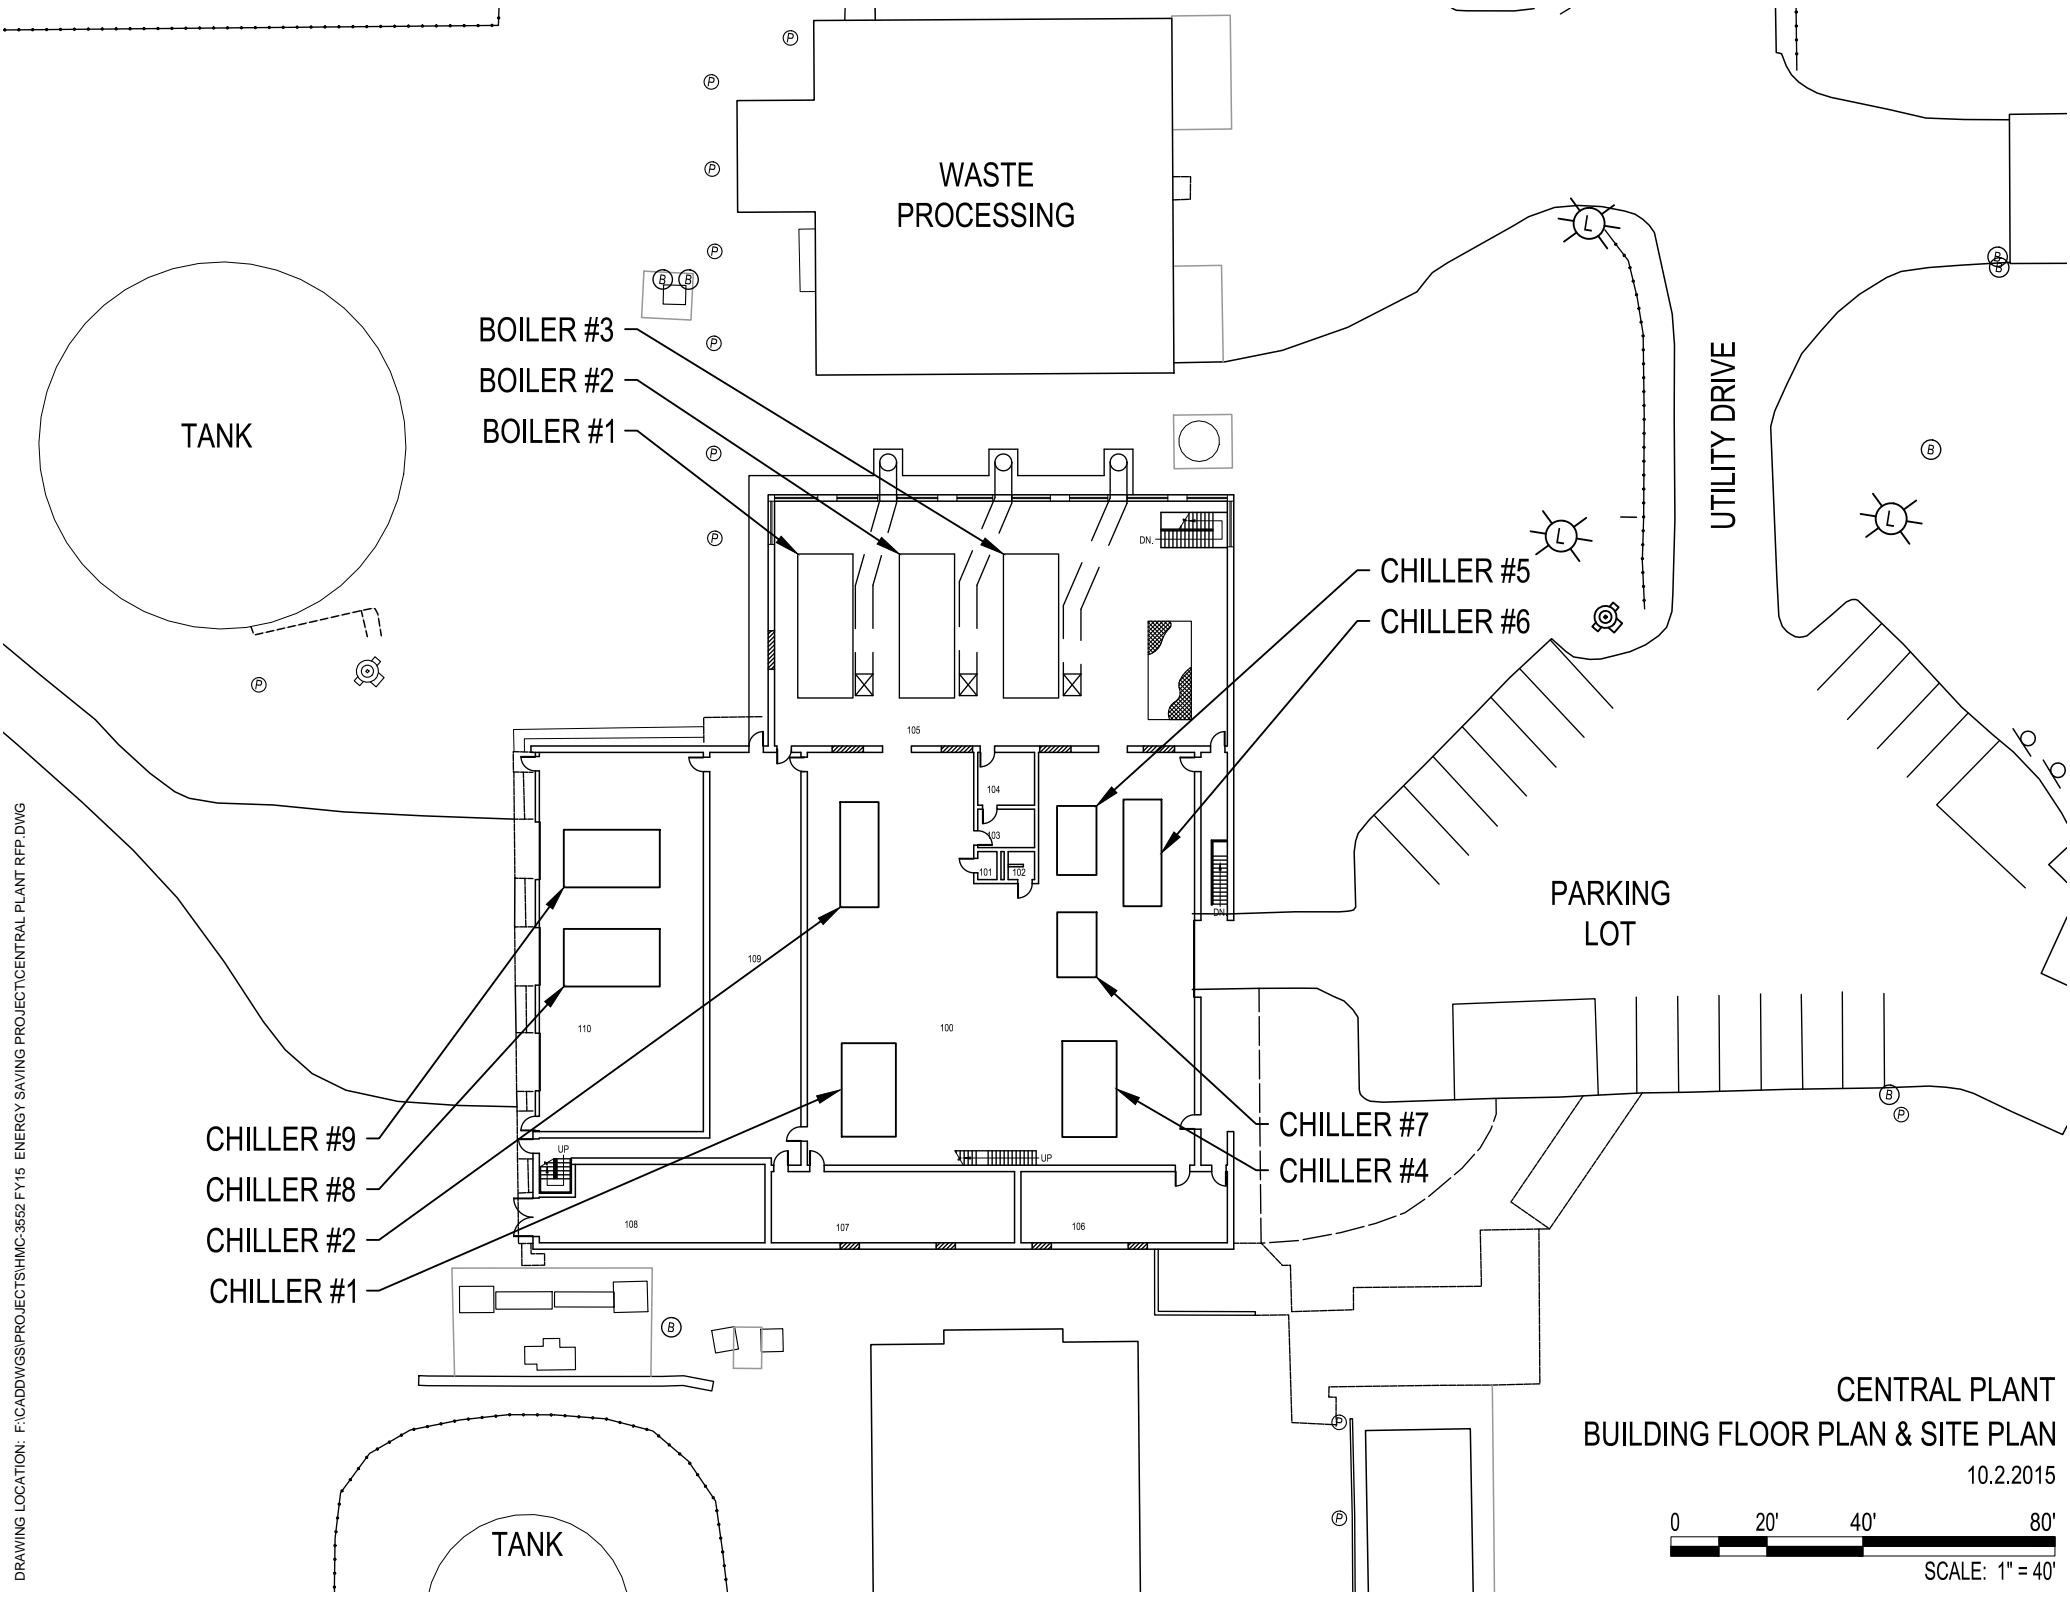 P
P
WASTE
PROCESSING
P
L
P
B
B
B
B
BOILER #3
P
UTILITY DRIVE
BOILER #2
TANK
BOILER #1
P
B
L
L
P
DN.
CHILLER #5
CHILLER #6
P
105
104
103
101
102
PARKING
LOT
DN.
109
110
100
B
P
CHILLER #9
CHILLER #7
UP
UP
CHILLER #4
CHILLER #8
108
107
106
CHILLER #2
CHILLER #1
B
P
P
TANK
CENTRAL PLANT
BUILDING FLOOR PLAN & SITE PLAN
10.2.2015
0 20' 40' 80'
SCALE: 1" = 40'
DRAWING LOCATION: F:\CADDWGS\PROJECTS\HMC-3552 FY15 ENERGY SAVING PROJECT\CENTRAL PLANT RFP.DWG